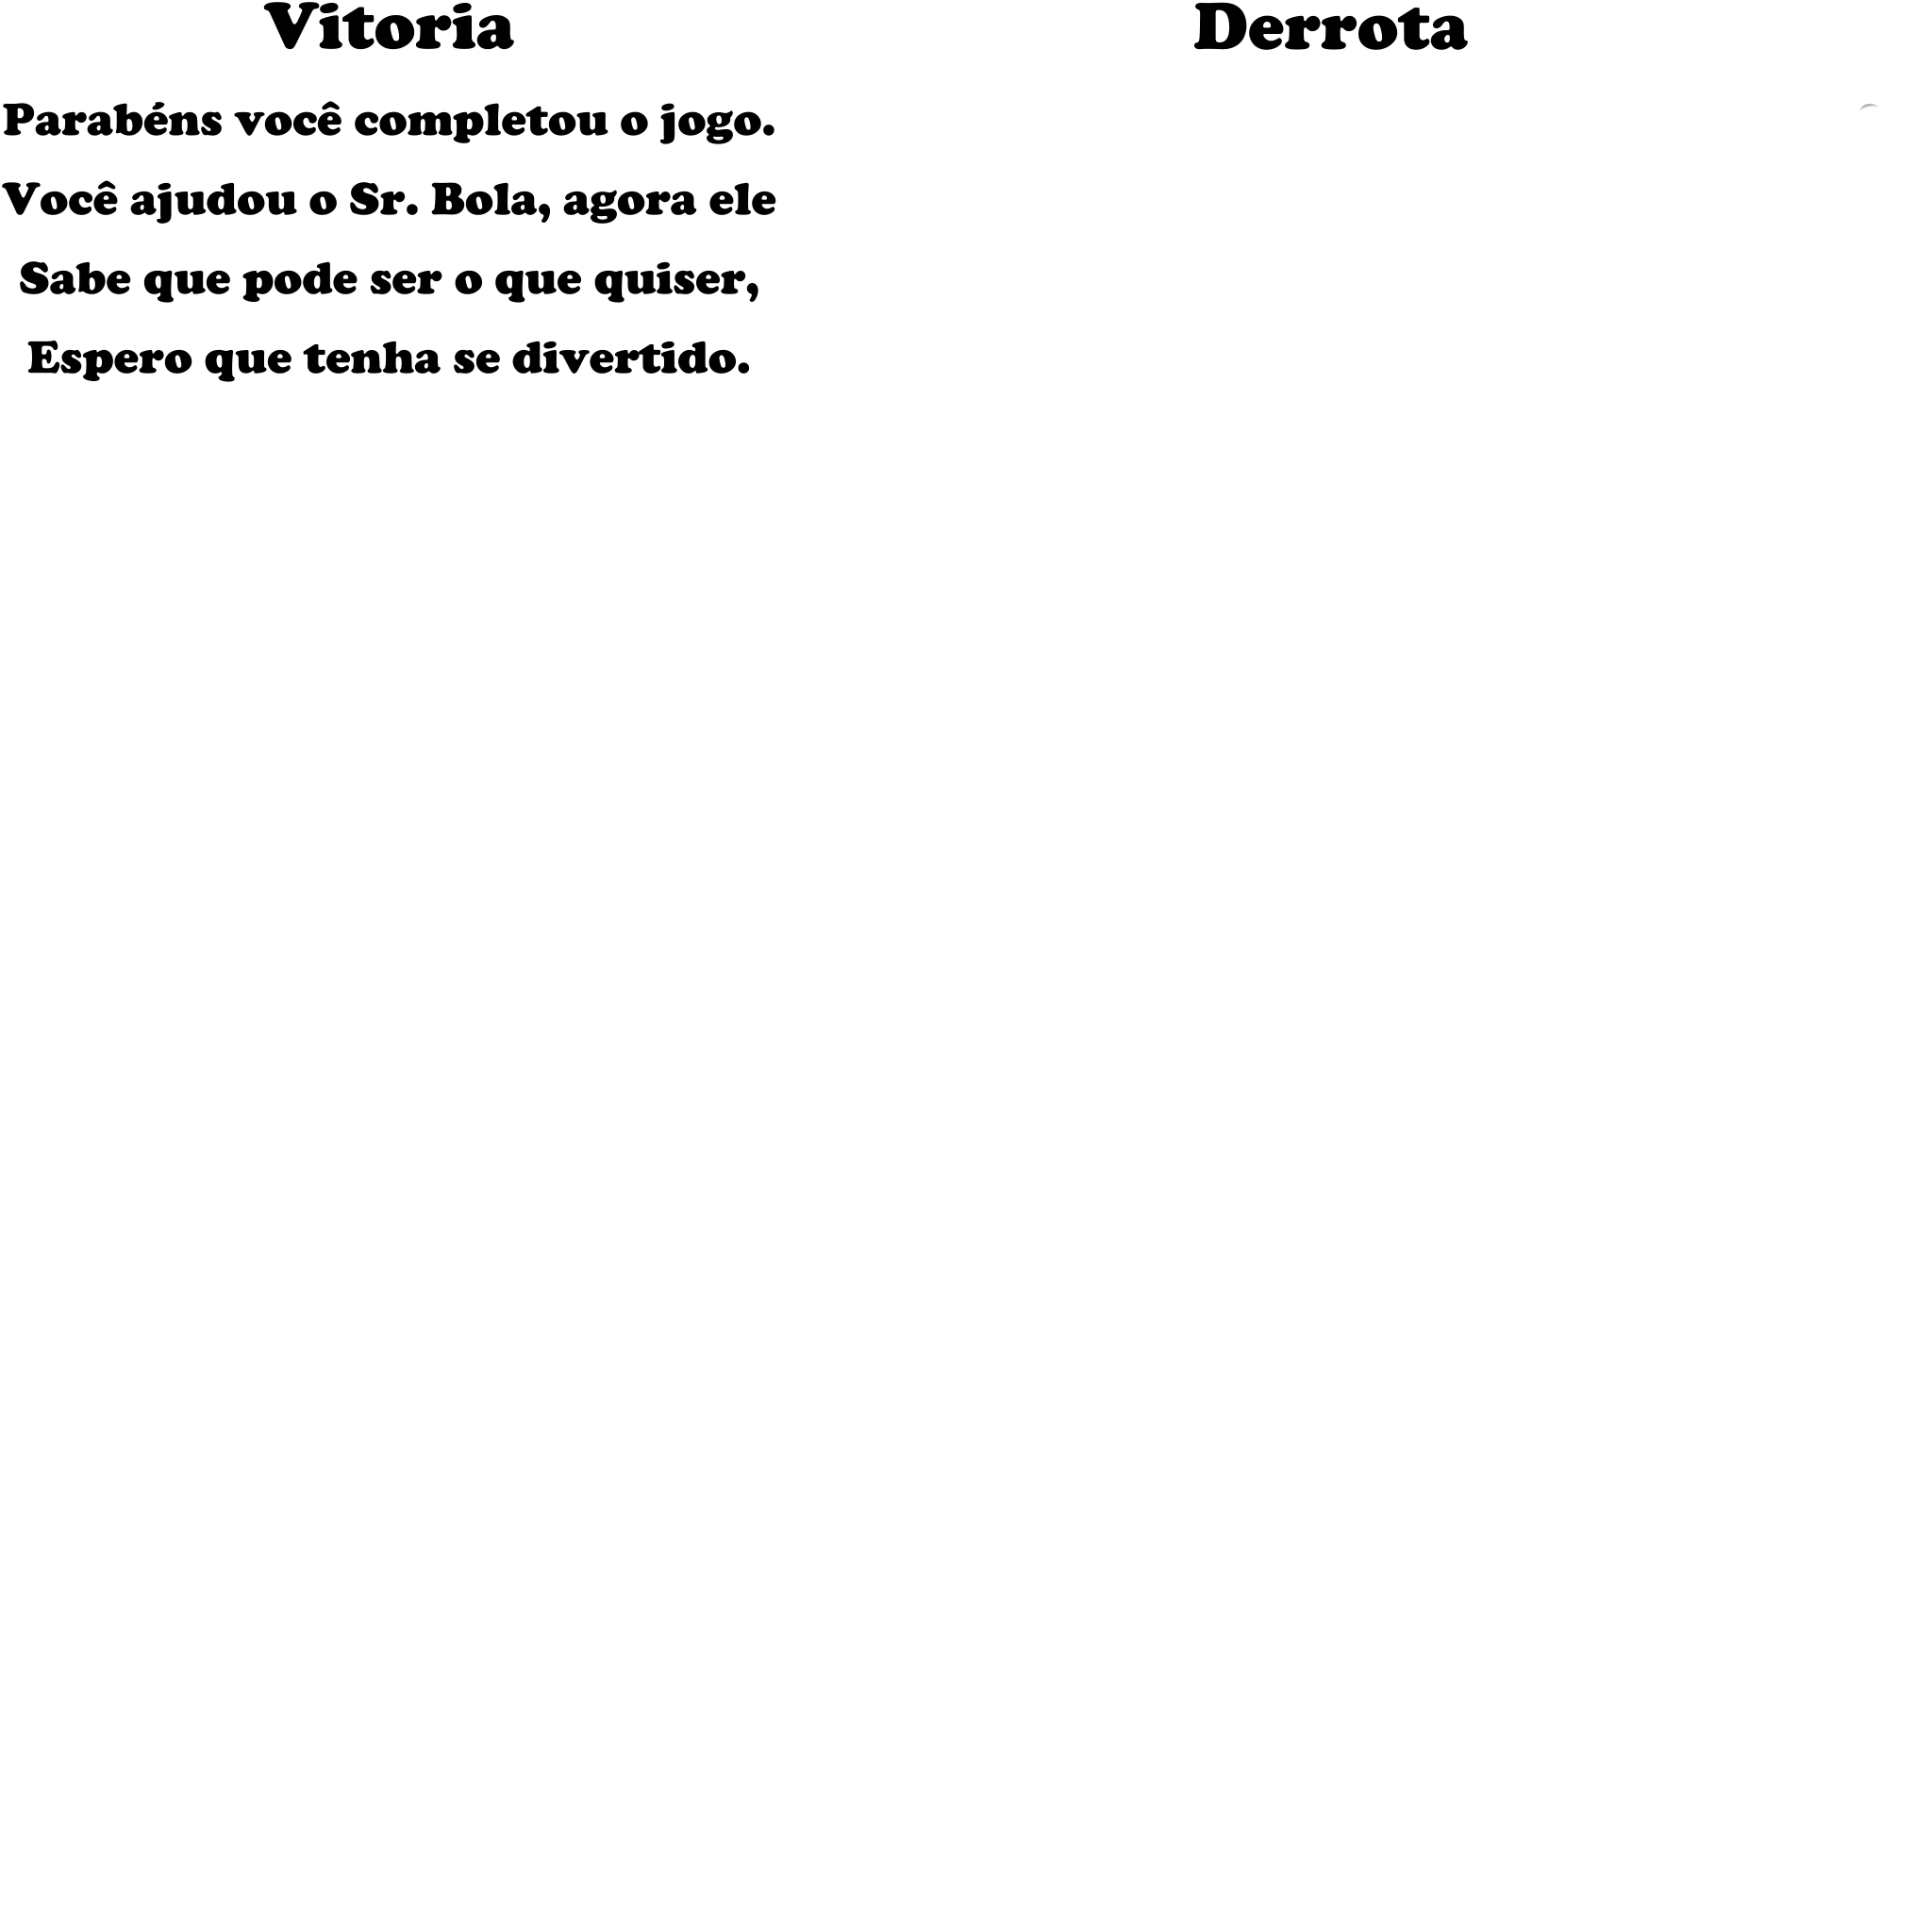 Vitoria
Parabéns você completou o jogo.
Você ajudou o Sr. Bola, agora ele
Sabe que pode ser o que quiser,
Espero que tenha se divertido.
Derrota